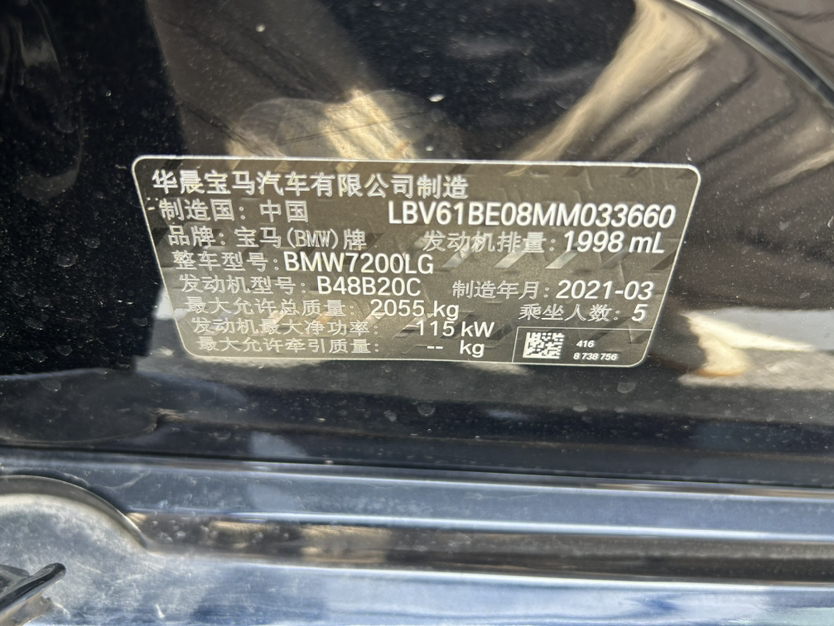 华晨宝马汽车有限公司制造
制造国：中国 LBV61BE08MM033660
品牌：宝马(BMW)牌 发动机排量：1998 mL
整车型号：BMW7200LG
发动机型号：B48B20C 制造年月：2021-03
最大允许总质量：2055 kg 乘坐人数：5
发动机最大净功率：115 kW
最大允许牵引质量：-- kg
416
8 738 756